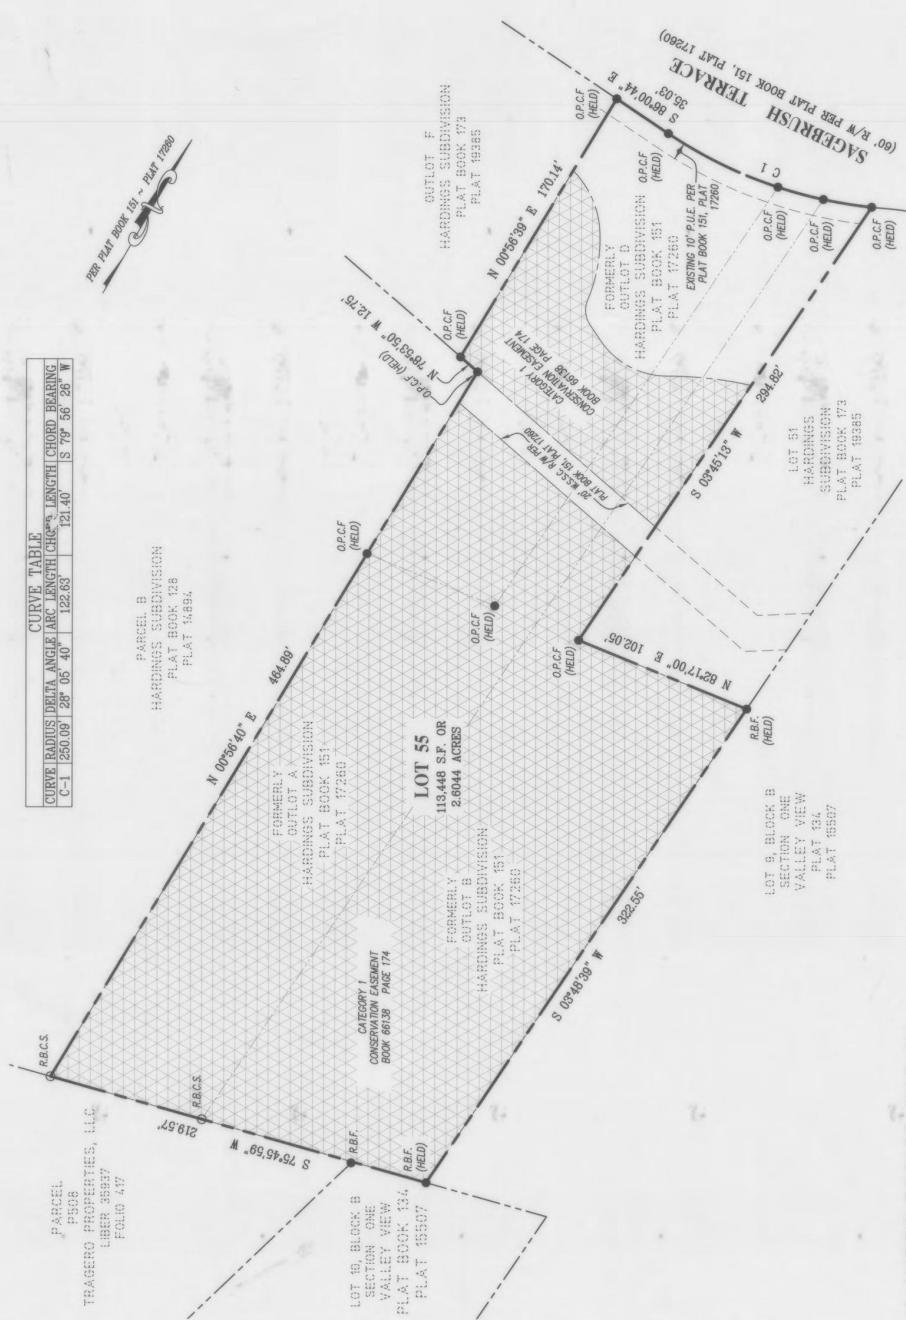 PER PLAT BOOK 151 ~ PLAT 17260
CURVE TABLE
CURVE RADIUS DELTA ANGLE ARC LENGTH LENGTH CHORD BEARING
C-1 250.09' 28° 05' 40" 122.63' 121.40' S 79° 56' 26" W
PARCEL
P508
TRAGERO PROPERTIES, LLC
LIBER 35937
FOLIO 417
PARCEL B
HARDINGS SUBDIVISION
PLAT BOOK 128
PLAT 14894
OUTLOT F
HARDINGS SUBDIVISION
PLAT BOOK 173
PLAT 19385
R.B.C.S.
R.B.C.S.
219.57'
S 75°45'59" W
R.B.F.
R.B.F.
(HELD)
N 00°56'40" E 464.89'
O.P.C.F
(HELD)
O.P.C.F
(HELD)
O.P.C.F (HELD)
N 78°53'50" W 12.75'
O.P.C.F
(HELD)
N 00°56'39" E 170.14'
O.P.C.F
(HELD)
S 86°00'44" E
35.03'
SAGEBRUSH TERRACE
(60' R/W PER PLAT BOOK 151, PLAT 17260)
O.P.C.F
(HELD)
C 1
O.P.C.F
(HELD)
O.P.C.F
(HELD)
EXISTING 10' P.U.E. PER
PLAT BOOK 151, PLAT
17260
FORMERLY
OUTLOT D
HARDINGS SUBDIVISION
PLAT BOOK 151
PLAT 17260
CATEGORY 1
CONSERVATION EASEMENT
BOOK 66138 PAGE 174
20' W.S.S.C. R/W PER
PLAT BOOK 151, PLAT 17260
FORMERLY
OUTLOT A
HARDINGS SUBDIVISION
PLAT BOOK 151
PLAT 17260
LOT 55
113,448 S.F. OR
2.6044 ACRES
FORMERLY
OUTLOT B
HARDINGS SUBDIVISION
PLAT BOOK 151
PLAT 17260
CATEGORY 1
CONSERVATION EASEMENT
BOOK 66138 PAGE 174
O.P.C.F
(HELD)
S 03°45'13" W 294.82'
N 82°17'00" E 102.05'
R.B.F.
(HELD)
S 03°48'39" W 322.55'
LOT 51
HARDINGS
SUBDIVISION
PLAT BOOK 173
PLAT 19385
LOT 9, BLOCK B
SECTION ONE
VALLEY VIEW
PLAT 134
PLAT 15507
LOT 10, BLOCK B
SECTION ONE
VALLEY VIEW
PLAT BOOK 134
PLAT 15507